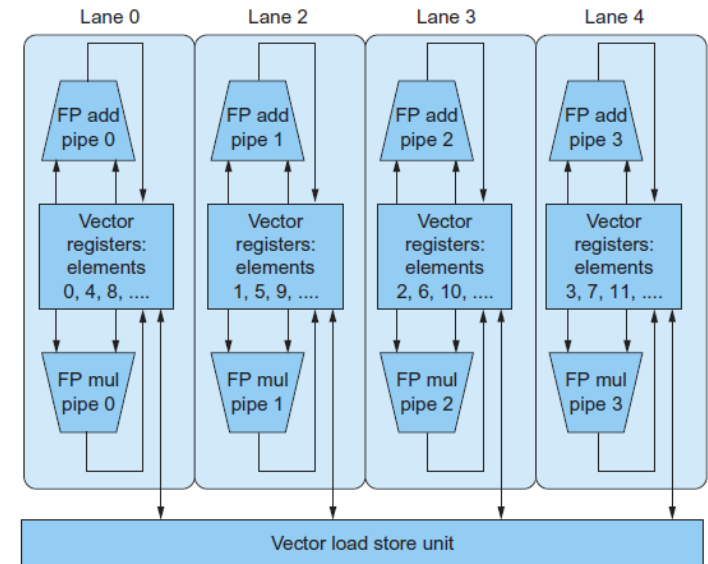 Lane 0
Lane 2
Lane 3
Lane 4
FP add
pipe 0
FP add
pipe 1
FP add
pipe 2
FP add
pipe 3
Vector
registers:
elements
0, 4, 8, ....
Vector
registers:
elements
1, 5, 9, ....
Vector
registers:
elements
2, 6, 10, ....
Vector
registers:
elements
3, 7, 11, ....
FP mul
pipe 0
FP mul
pipe 1
FP mul
pipe 2
FP mul
pipe 3
Vector load store unit